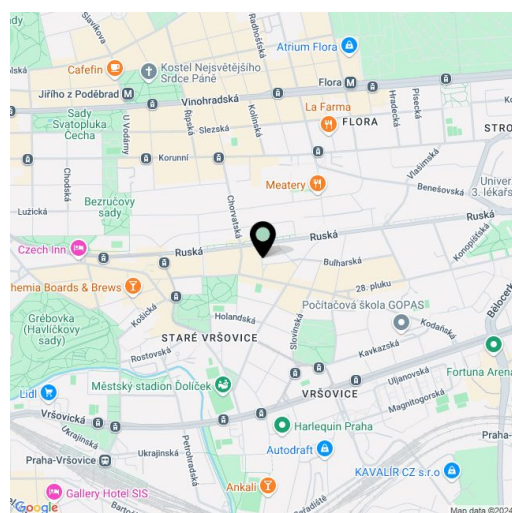 Slavíkova
Radhošťská
Atrium Flora
Cafefin
Kostel Nejsvětějšího
Srdce Páně
Flora
Hradecká
Písecká
Jiřího z Poděbrad
Vinohradská
La Farma
FLORA
Sady
Svatopluka
Čecha
U Vodárny
Řipská
Slezská
Kolínská
STRO
Korunní
Vlašimská
Chodská
Meatery
Benešovská
Univer
3. lékařs
Bezručovy
sady
Lužická
Chorvatská
Ruská
Ruská
Ruská
Czech Inn
Konopišťská
Bulharská
hemia Boards & Brews
28. pluku
Bělocerk
Počítačová škola GOPAS
Košická
Holandská
Grébovka
(Havlíčkovy
sady)
STARÉ VRŠOVICE
Slovinská
Kodaňská
Rostovská
Kavkazská
Fortuna Arena
Městský stadion Ďolíček
Uljanovská
Lidl
VRŠOVICE
Magnitogorská
Vršovická
Harlequin Praha
Ukrajinská
Petrohradská
Autodraft
Praha-
Praha-Vršovice
Ukrajinská
KAVALÍR CZ s.r.o
Ankali
Gallery Hotel SIS
Google
Map data ©2024